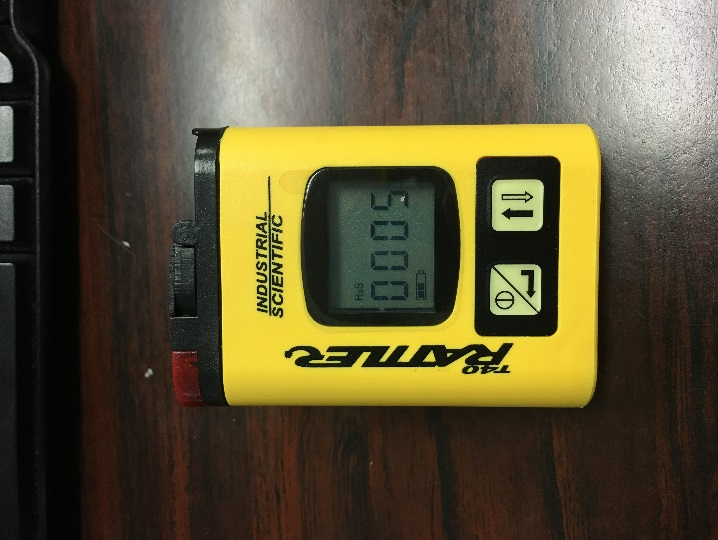 INDUSTRIAL
SCIENTIFIC
H2S
0005
T40
RATTLER